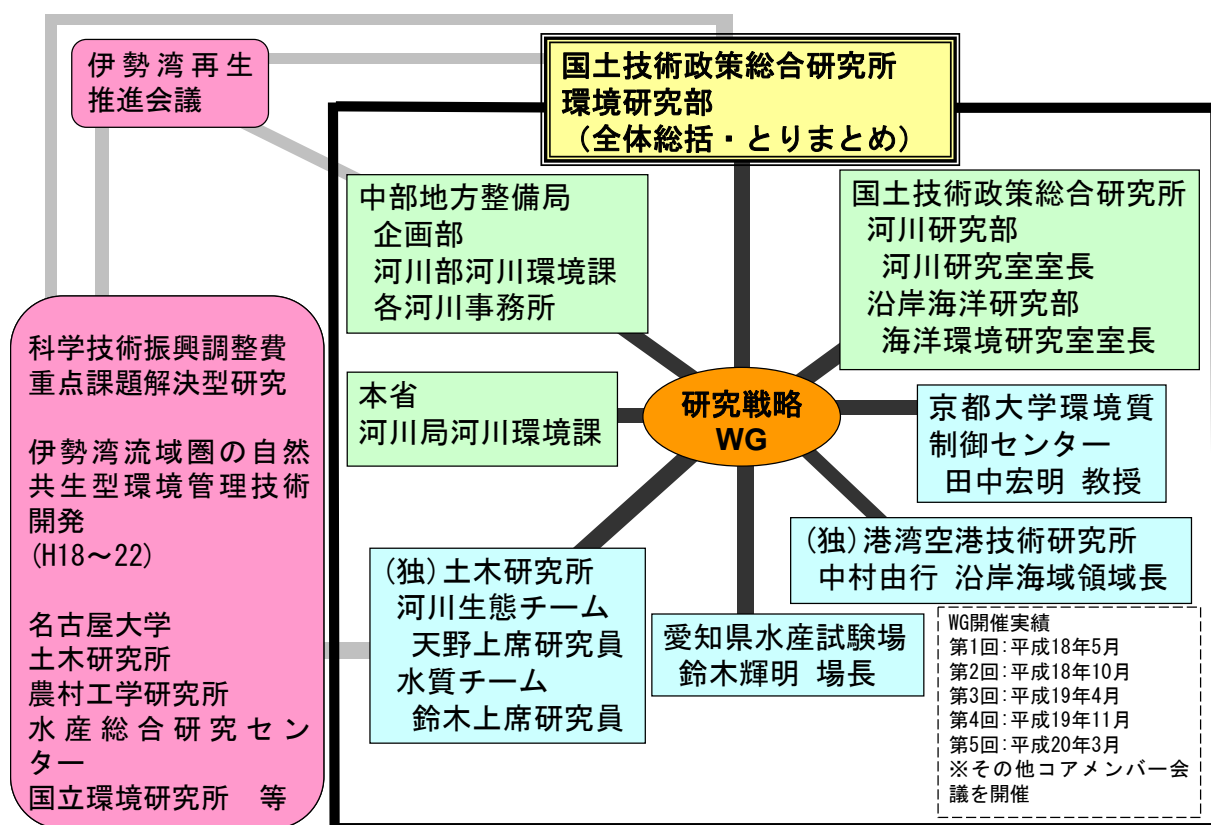 伊勢湾再生
推進会議
国土技術政策総合研究所
環境研究部
（全体総括・とりまとめ）
中部地方整備局
企画部
河川部河川環境課
各河川事務所
国土技術政策総合研究所
河川研究部
河川研究室室長
沿岸海洋研究部
海洋環境研究室室長
科学技術振興調整費
重点課題解決型研究
伊勢湾流域圏の自然
共生型環境管理技術
開発
(H18～22)
名古屋大学
土木研究所
農村工学研究所
水産総合研究セン
ター
国立環境研究所　等
本省
河川局河川環境課
研究戦略
WG
京都大学環境質
制御センター
田中宏明 教授
(独)土木研究所
河川生態チーム
天野上席研究員
水質チーム
鈴木上席研究員
愛知県水産試験場
鈴木輝明 場長
(独)港湾空港技術研究所
中村由行 沿岸海域領域長
WG開催実績
第1回：平成18年5月
第2回：平成18年10月
第3回：平成19年4月
第4回：平成19年11月
第5回：平成20年3月
※その他コアメンバー会
議を開催